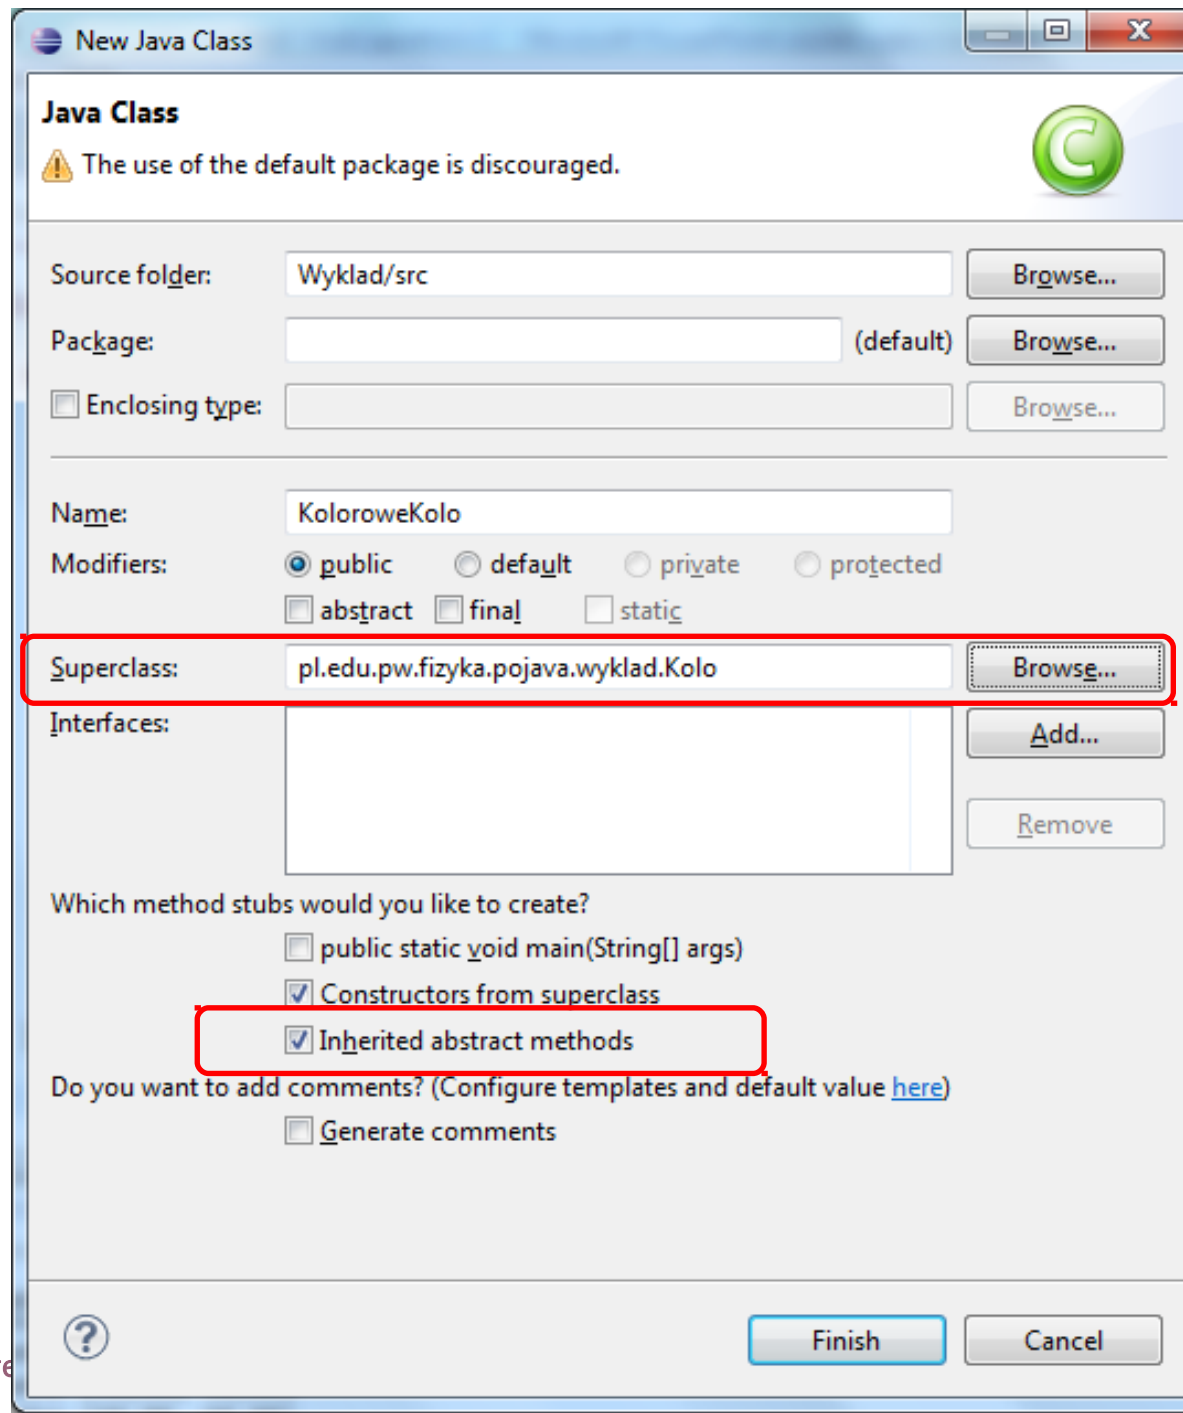 New Java Class
Java Class
The use of the default package is discouraged.
Source folder: Wyklad/src Browse...
Package: (default) Browse...
Enclosing type: Browse...
Name: KoloroweKolo
Modifiers: public default private protected
abstract final static
Superclass: pl.edu.pw.fizyka.pojava.wyklad.Kolo Browse...
Interfaces: Add...
Remove
Which method stubs would you like to create?
public static void main(String[] args)
Constructors from superclass
Inherited abstract methods
Do you want to add comments? (Configure templates and default value here)
Generate comments
Finish Cancel